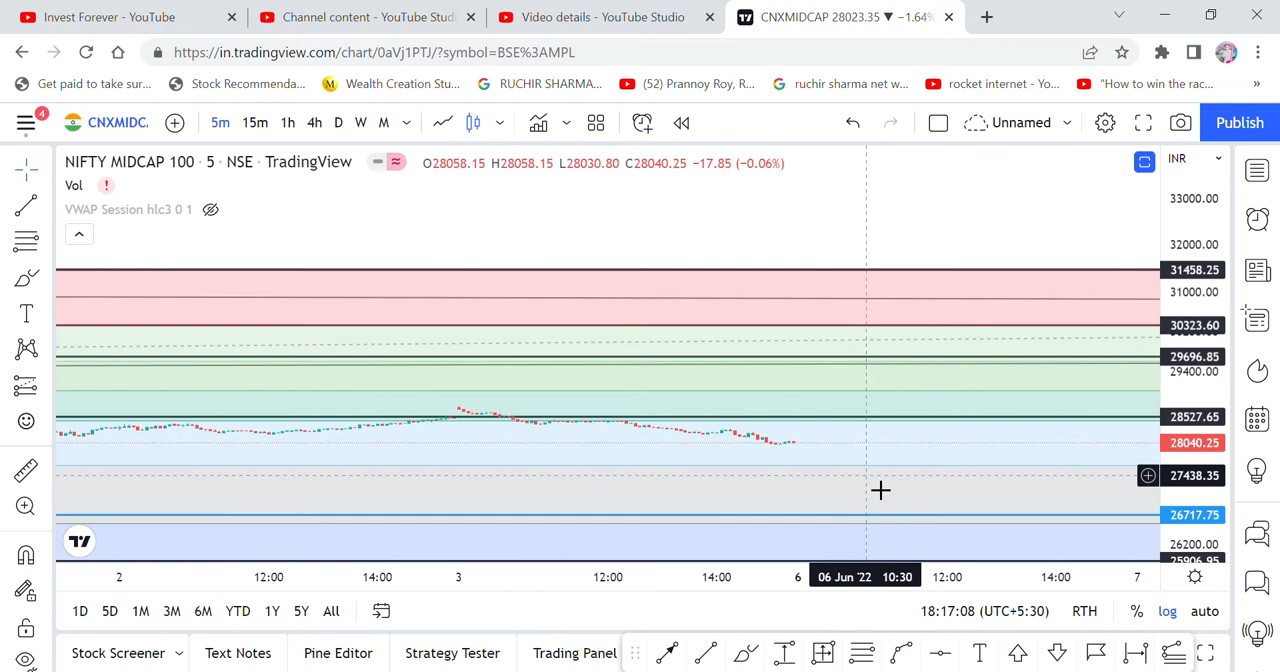 Invest Forever - YouTube
Channel content - YouTube Studi
Video details - YouTube Studio
CNXMIDCAP 28023.35 ▼ −1.64%
https://in.tradingview.com/chart/0aVj1PTJ/?symbol=BSE%3AMPL
Get paid to take sur...
Stock Recommenda...
M Wealth Creation Stu...
G RUCHIR SHARMA...
(52) Prannoy Roy, R...
G ruchir sharma net w...
rocket internet - Yo...
"How to win the rac...
»
4
CNXMIDC.
5m 15m 1h 4h D W M
Unnamed
Publish
NIFTY MIDCAP 100 · 5 · NSE · TradingView
O28058.15 H28058.15 L28030.80 C28040.25 −17.85 (−0.06%)
INR
Vol !
VWAP Session hlc3 0 1
33000.00
32000.00
31458.25
31000.00
30323.60
29696.85
29400.00
28527.65
28040.25
27438.35
26717.75
26200.00
25906.95
2 12:00 14:00 3 12:00 14:00 6 06 Jun '22 10:30 12:00 14:00 7
1D 5D 1M 3M 6M YTD 1Y 5Y All
18:17:08 (UTC+5:30) RTH % log auto
Stock Screener Text Notes Pine Editor Strategy Tester Trading Panel